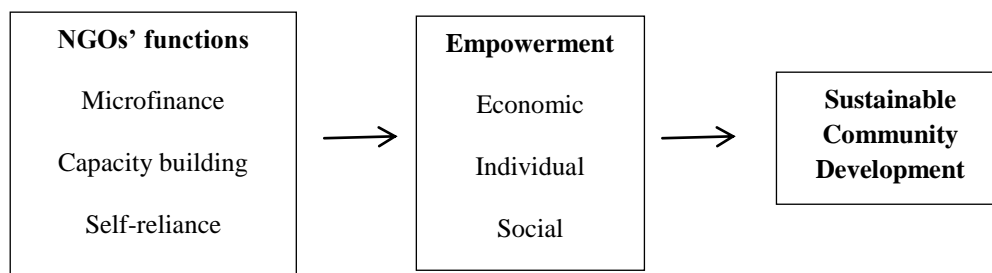 NGOs’ functions
Microfinance
Capacity building
Self-reliance
Empowerment
Economic
Individual
Social
Sustainable
Community
Development